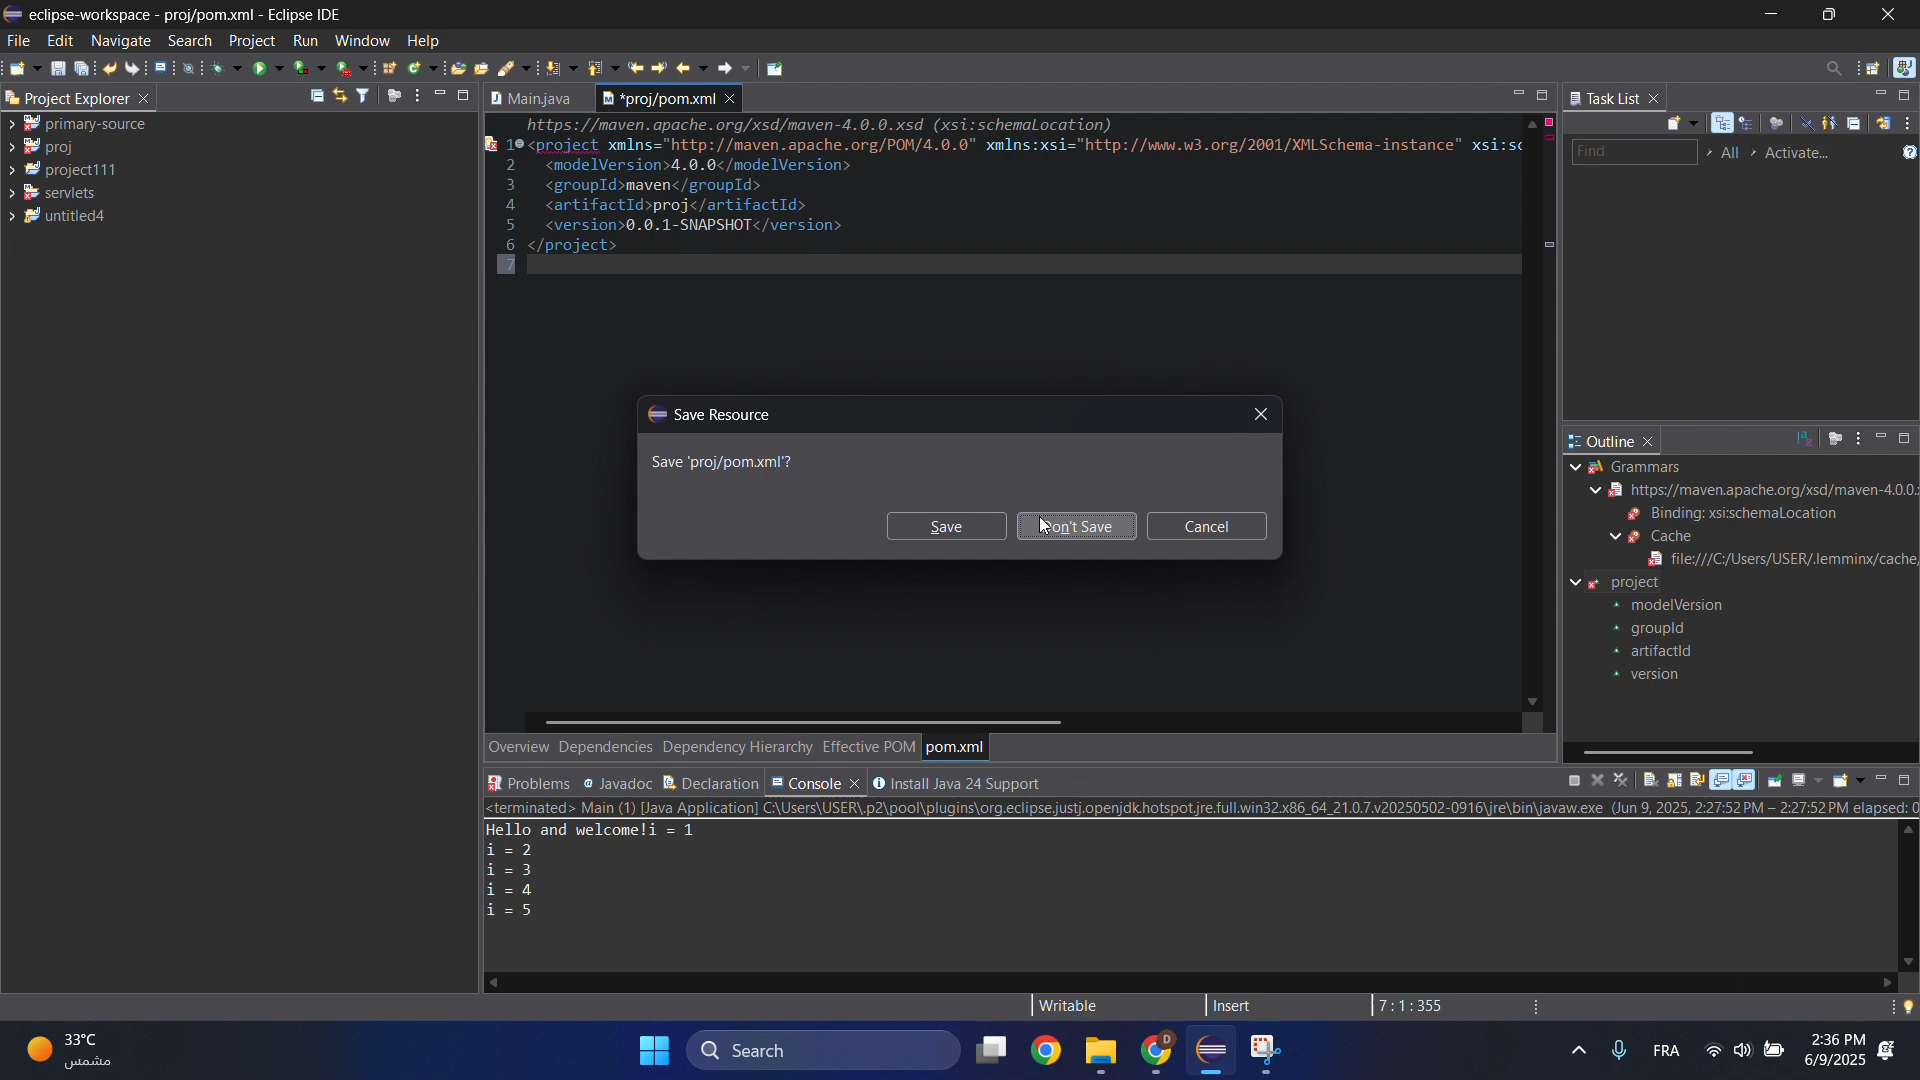 eclipse-workspace - proj/pom.xml - Eclipse IDE
File Edit Navigate Search Project Run Window Help
Project Explorer
primary-source
proj
project111
servlets
untitled4
Main.java
*proj/pom.xml
https://maven.apache.org/xsd/maven-4.0.0.xsd (xsi:schemaLocation)
1 <project xmlns="http://maven.apache.org/POM/4.0.0" xmlns:xsi="http://www.w3.org/2001/XMLSchema-instance" xsi:sc
2 <modelVersion>4.0.0</modelVersion>
3 <groupId>maven</groupId>
4 <artifactId>proj</artifactId>
5 <version>0.0.1-SNAPSHOT</version>
6 </project>
7
Save Resource
Save 'proj/pom.xml'?
Save
Don't Save
Cancel
Overview Dependencies Dependency Hierarchy Effective POM pom.xml
Task List
Find All Activate...
Outline
Grammars
https://maven.apache.org/xsd/maven-4.0.0.
Binding: xsi:schemaLocation
Cache
file:///C:/Users/USER/.lemminx/cache/
project
modelVersion
groupId
artifactId
version
Problems Javadoc Declaration Console Install Java 24 Support
<terminated> Main (1) [Java Application] C:\Users\USER\.p2\pool\plugins\org.eclipse.justj.openjdk.hotspot.jre.full.win32.x86_64_21.0.7.v20250502-0916\jre\bin\javaw.exe (Jun 9, 2025, 2:27:52 PM – 2:27:52 PM elapsed: 0
Hello and welcome!i = 1
i = 2
i = 3
i = 4
i = 5
Writable
Insert
7 : 1 : 355
33°C
مشمس
Search
D
FRA
2:36 PM
6/9/2025